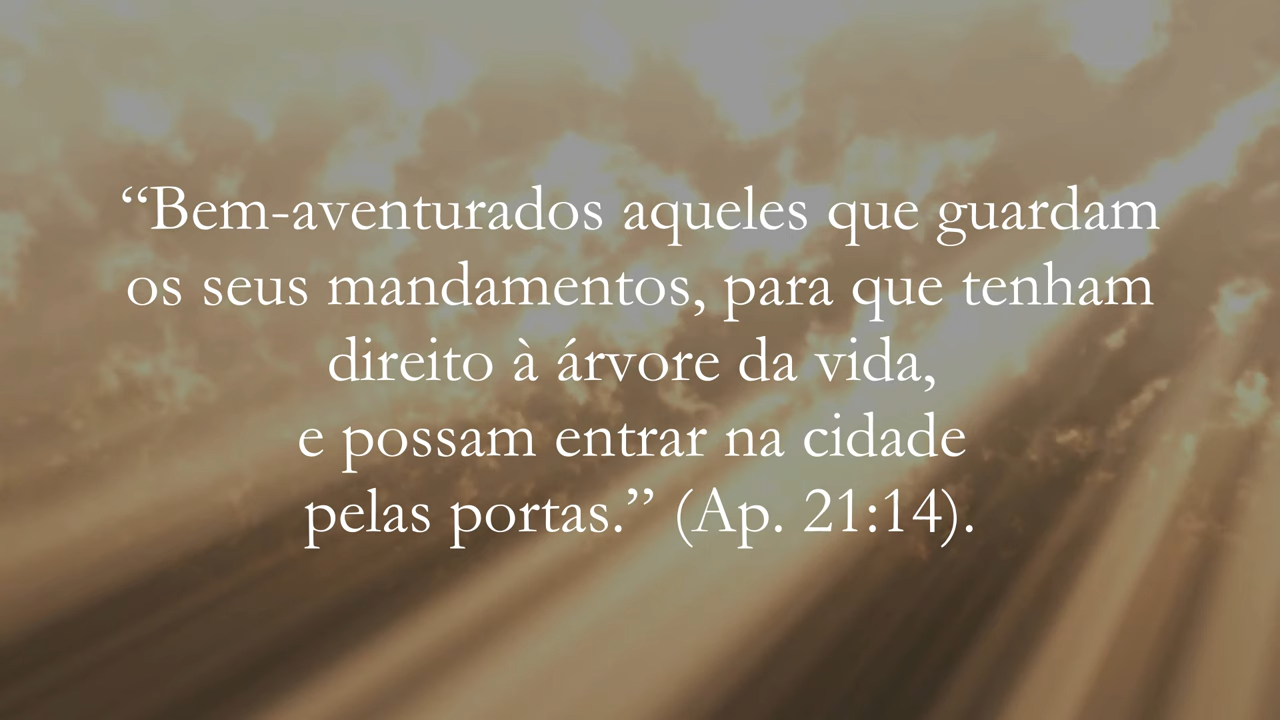 “Bem-aventurados aqueles que guardam
os seus mandamentos, para que tenham
direito à árvore da vida,
e possam entrar na cidade
pelas portas.” (Ap. 21:14).